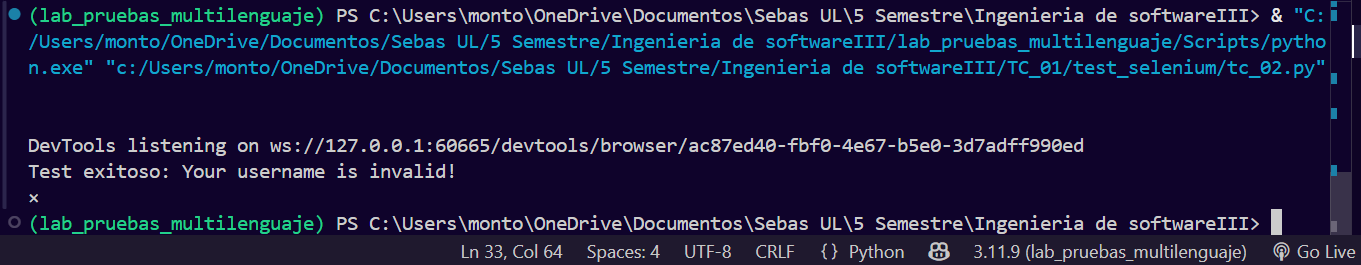 (lab_pruebas_multilenguaje) PS C:\Users\monto\OneDrive\Documentos\Sebas UL\5 Semestre\Ingenieria de softwareIII> & "C:
/Users/monto/OneDrive/Documentos/Sebas UL/5 Semestre/Ingenieria de softwareIII/lab_pruebas_multilenguaje/Scripts/pytho
n.exe" "c:/Users/monto/OneDrive/Documentos/Sebas UL/5 Semestre/Ingenieria de softwareIII/TC_01/test_selenium/tc_02.py"
DevTools listening on ws://127.0.0.1:60665/devtools/browser/ac87ed40-fbf0-4e67-b5e0-3d7adff990ed
Test exitoso: Your username is invalid!
×
(lab_pruebas_multilenguaje) PS C:\Users\monto\OneDrive\Documentos\Sebas UL\5 Semestre\Ingenieria de softwareIII>
Ln 33, Col 64 Spaces: 4 UTF-8 CRLF {} Python 3.11.9 (lab_pruebas_multilenguaje) Go Live